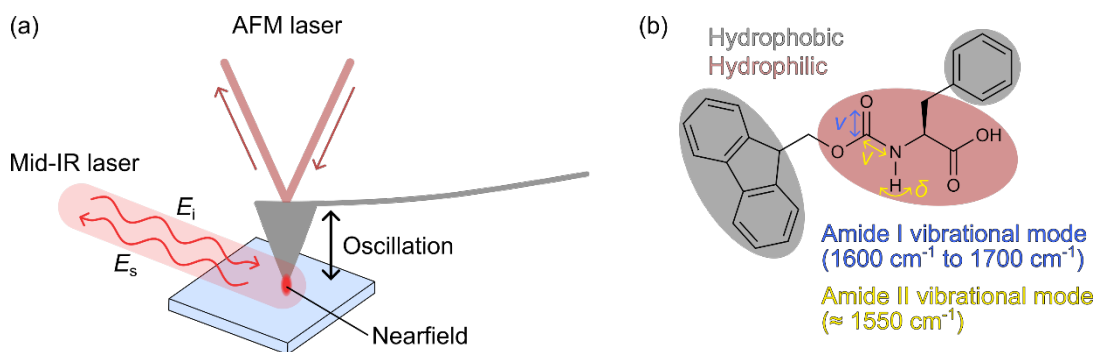 (a)
AFM laser
Mid-IR laser
Ei
Es
Oscillation
Nearfield
(b)
Hydrophobic
Hydrophilic
O
ν
ν
O
N
H
δ
OH
O
Amide I vibrational mode
(1600 cm⁻¹ to 1700 cm⁻¹)
Amide II vibrational mode
(≈ 1550 cm⁻¹)